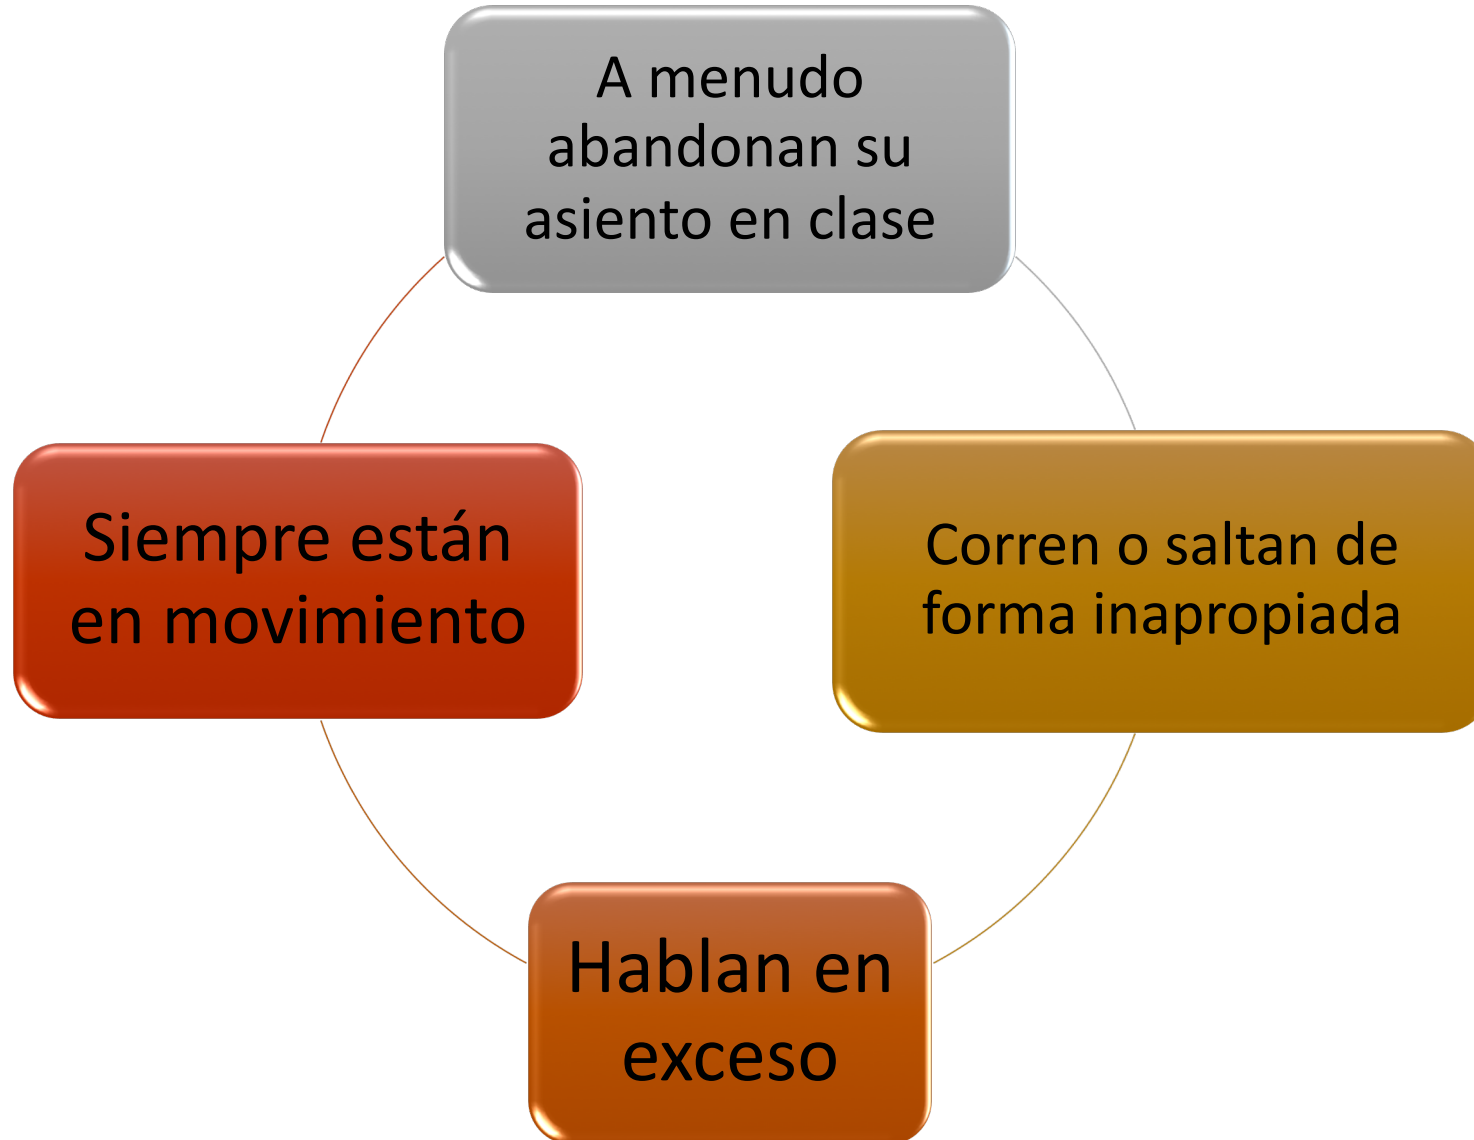 A menudo
abandonan su
asiento en clase
Siempre están
en movimiento
Corren o saltan de
forma inapropiada
Hablan en
exceso